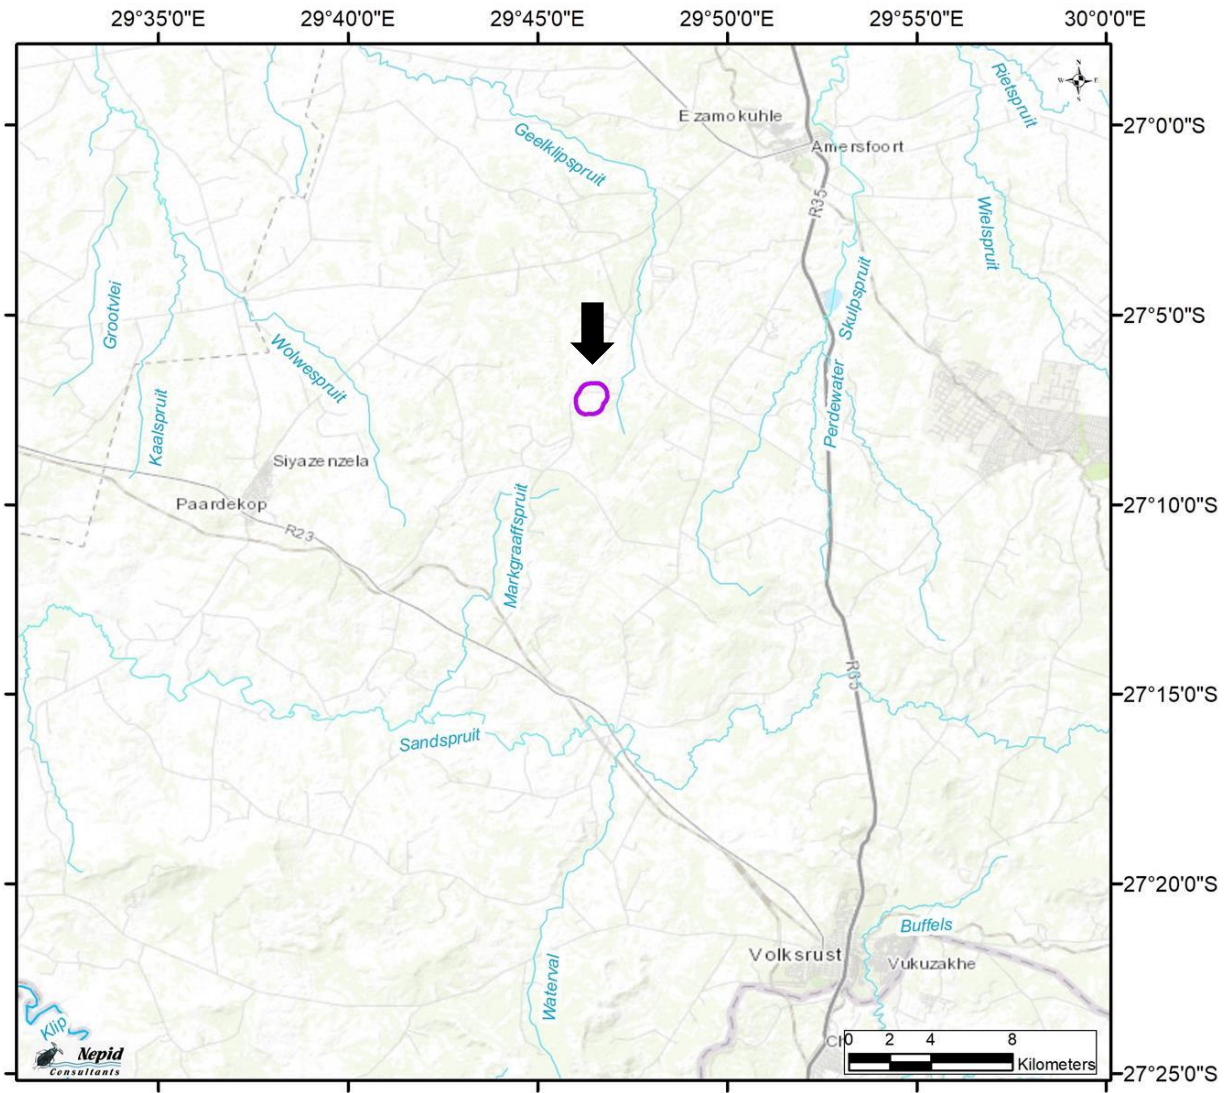 29°35'0"E 29°40'0"E 29°45'0"E 29°50'0"E 29°55'0"E 30°0'0"E
N
W E
S
Rietspruit
Ezamokuhle
27°0'0"S
Geelklipspruit
Amersfoort
R35
Wielspruit
Skulpspruit
Grootvlei
27°5'0"S
Wolwespruit
Perdewater
Kaalspruit
Siyazenzela
Paardekop
27°10'0"S
R23
Markgraaffspruit
R35
27°15'0"S
Sandspruit
27°20'0"S
Buffels
Volksrust
Vukuzakhe
Waterval
Klip
Nepid
Consultants
Ch
0 2 4 8
Kilometers
27°25'0"S